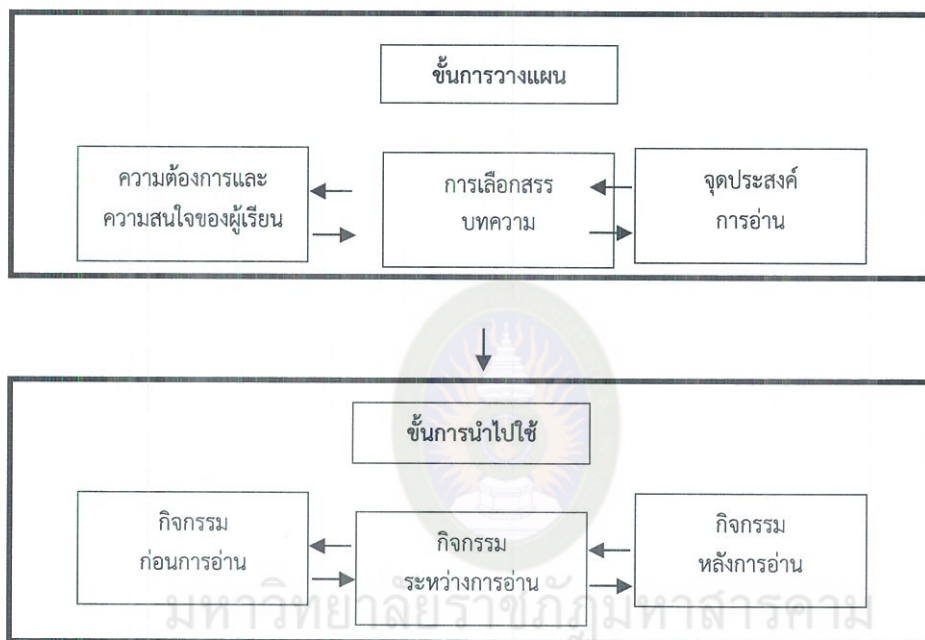 ขั้นการวางแผน
ความต้องการและ
ความสนใจของผู้เรียน
การเลือกสรร
บทความ
จุดประสงค์
การอ่าน
ขั้นการนำไปใช้
กิจกรรม
ก่อนการอ่าน
กิจกรรม
ระหว่างการอ่าน
กิจกรรม
หลังการอ่าน
มหาวิทยาลัยราชภัฏมหาสารคาม